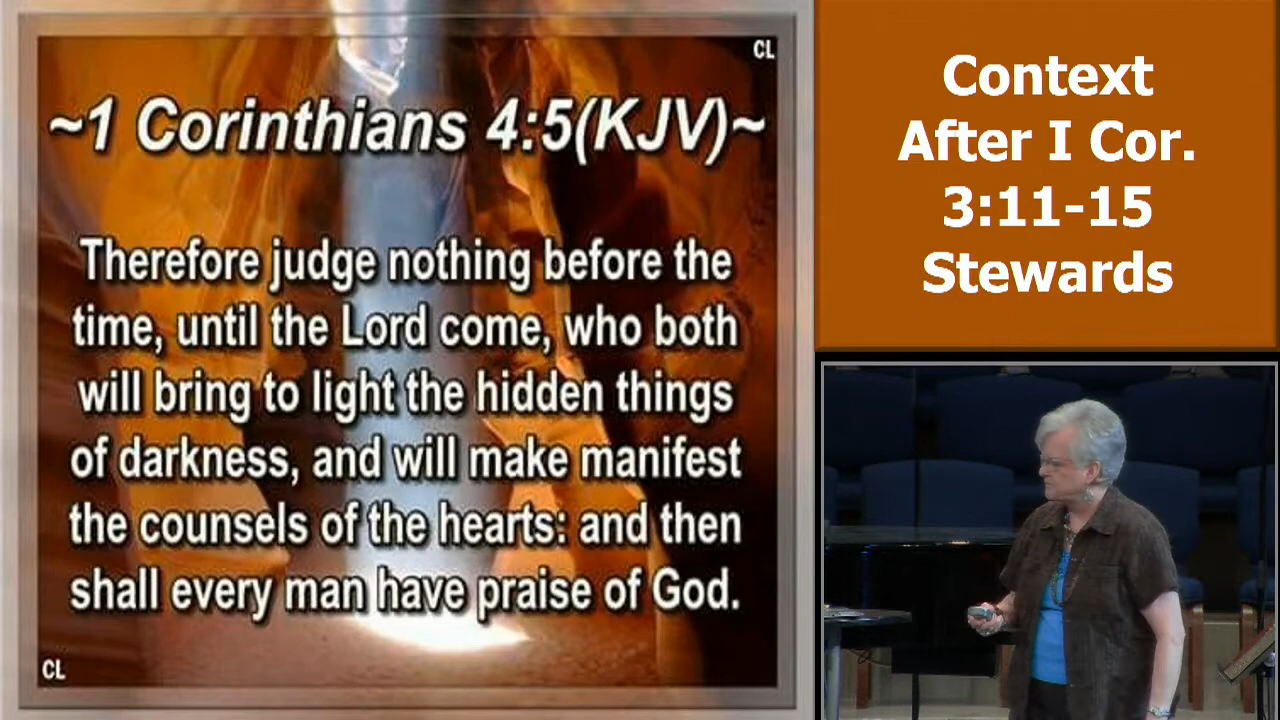 CL
~1 Corinthians 4:5(KJV)~
Therefore judge nothing before the
time, until the Lord come, who both
will bring to light the hidden things
of darkness, and will make manifest
the counsels of the hearts: and then
shall every man have praise of God.
CL
Context
After I Cor.
3:11-15
Stewards